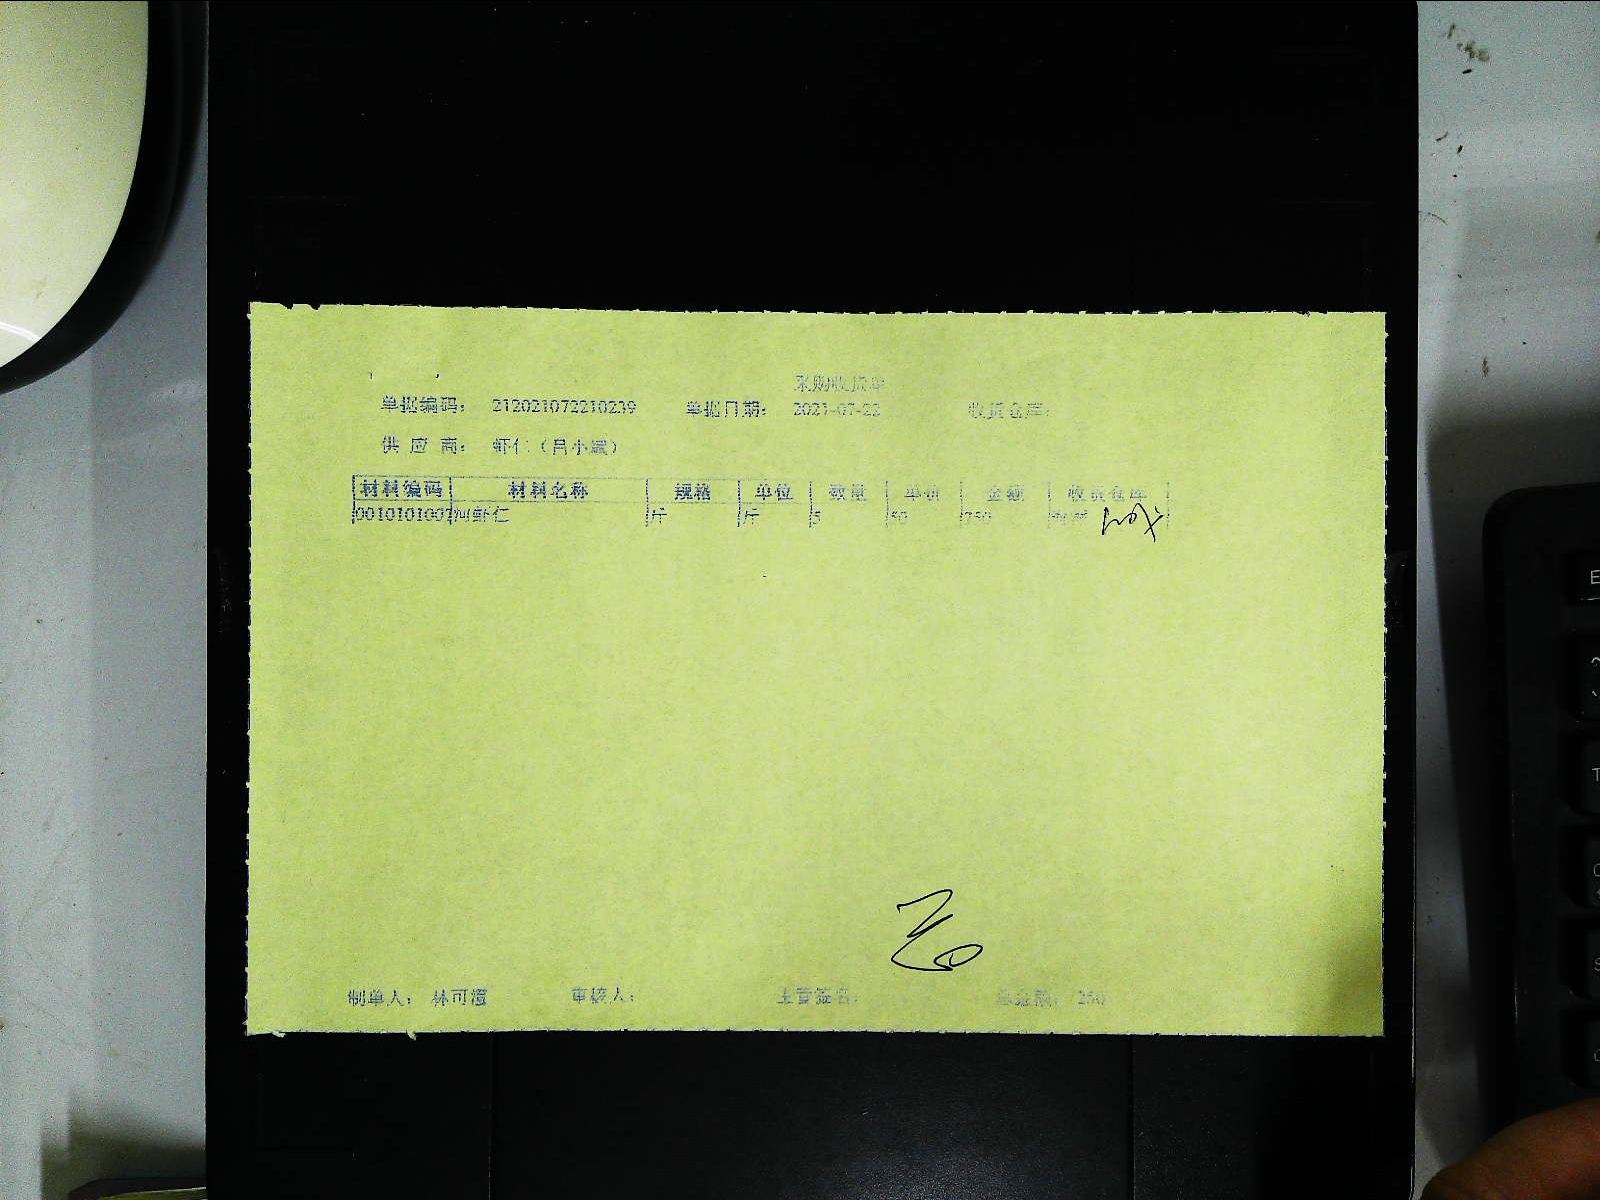 采购收货单
单据编码： 212021072210239 单据日期： 2021-07-22 收货仓库：
供 应 商： 虾仁（吕小斌）
材料编码 材料名称 规格 单位 数量 单价 金额 收货仓库
河虾仁 斤 斤 5 50 250
制单人： 林可澄 审核人： 主管签名： 总金额： 250